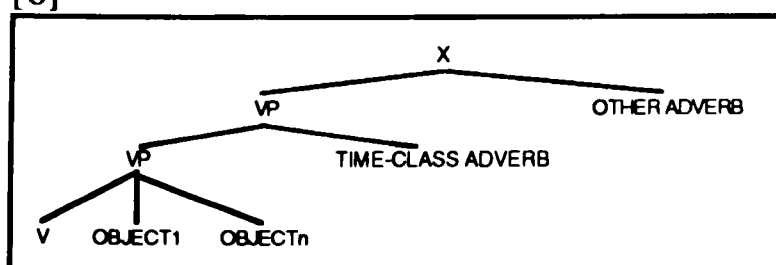 X
VP OTHER ADVERB
VP TIME-CLASS ADVERB
V OBJECT1 OBJECTn